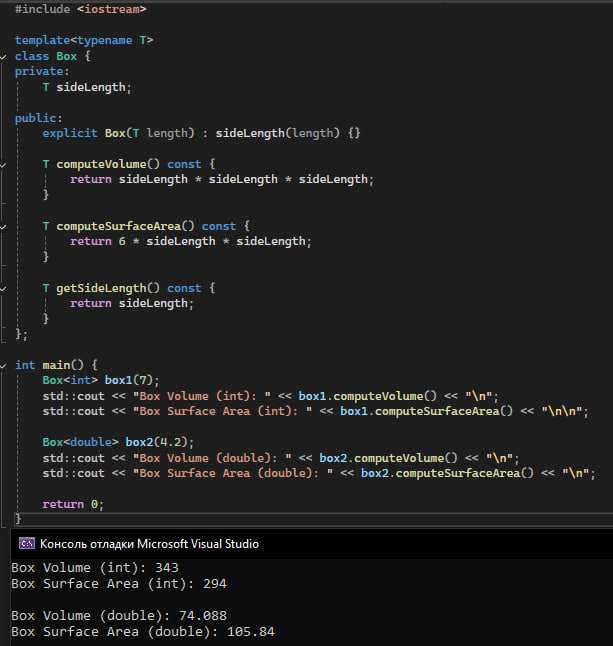 #include <iostream>
template<typename T>
class Box {
private:
    T sideLength;
public:
    explicit Box(T length) : sideLength(length) {}
    T computeVolume() const {
        return sideLength * sideLength * sideLength;
    }
    T computeSurfaceArea() const {
        return 6 * sideLength * sideLength;
    }
    T getSideLength() const {
        return sideLength;
    }
};
int main() {
    Box<int> box1(7);
    std::cout << "Box Volume (int): " << box1.computeVolume() << "\n";
    std::cout << "Box Surface Area (int): " << box1.computeSurfaceArea() << "\n\n";
    Box<double> box2(4.2);
    std::cout << "Box Volume (double): " << box2.computeVolume() << "\n";
    std::cout << "Box Surface Area (double): " << box2.computeSurfaceArea() << "\n";
    return 0;
}
C:\ Консоль отладки Microsoft Visual Studio
Box Volume (int): 343
Box Surface Area (int): 294
Box Volume (double): 74.088
Box Surface Area (double): 105.84